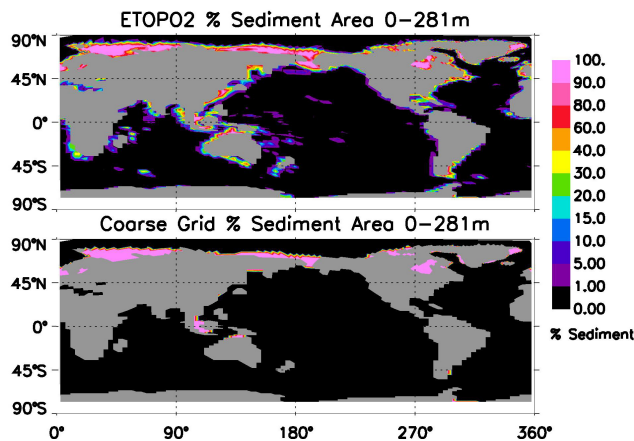 ETOPO2 % Sediment Area 0-281m
90°N
45°N
0°
45°S
90°S
100.
90.0
80.0
60.0
40.0
30.0
20.0
15.0
10.0
5.00
1.00
0.00
% Sediment
Coarse Grid % Sediment Area 0-281m
90°N
45°N
0°
45°S
90°S
0° 90° 180° 270° 360°